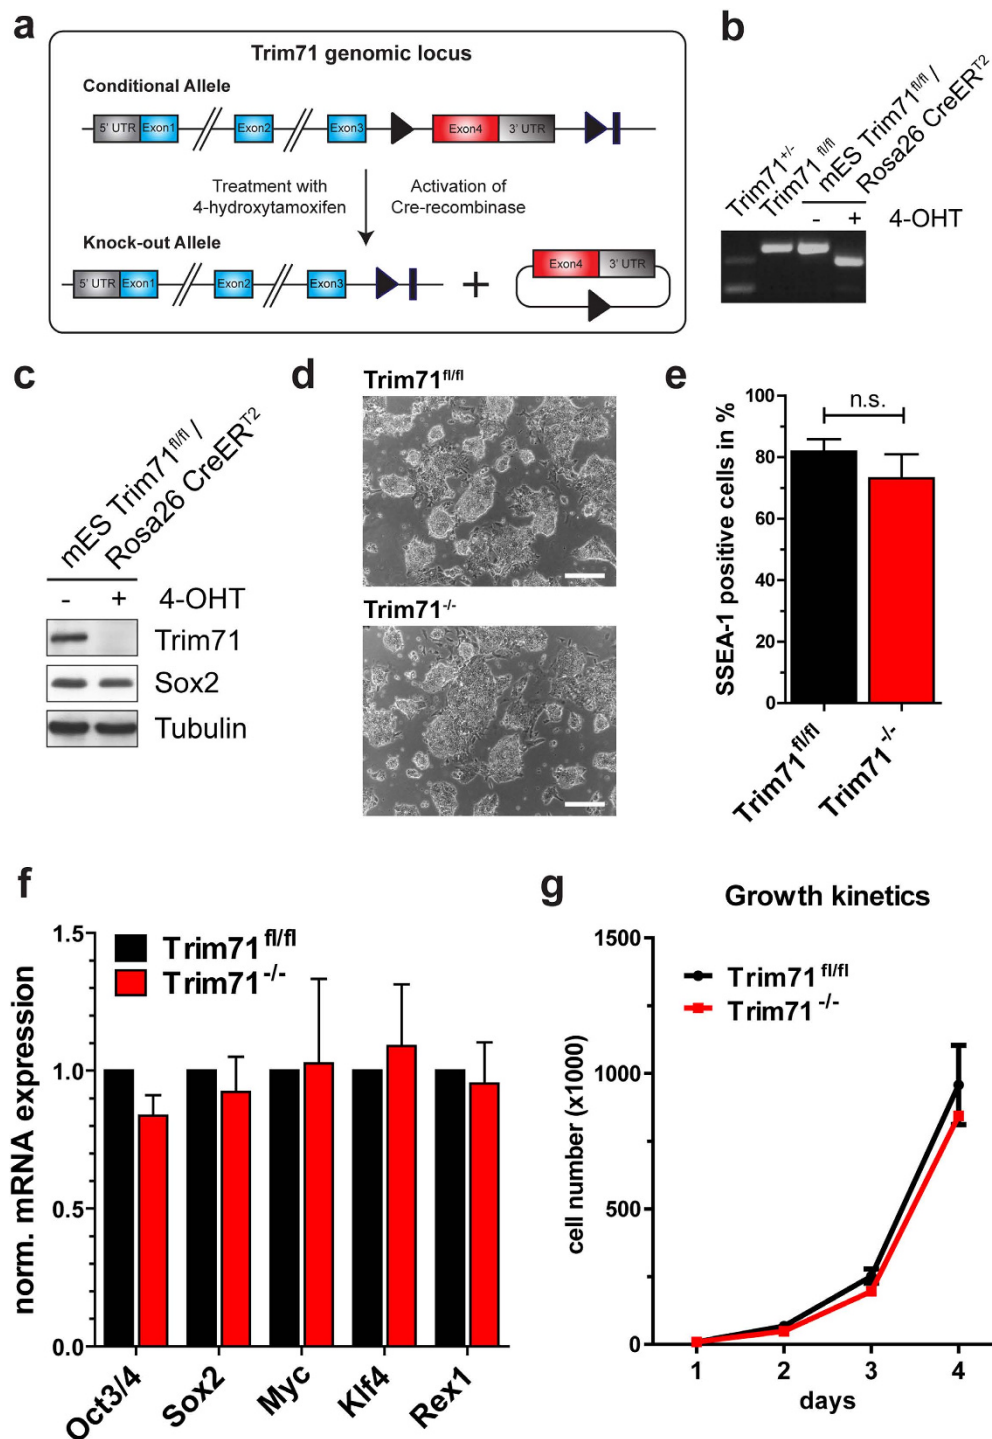 a
Trim71 genomic locus
Conditional Allele
5' UTR Exon1 Exon2 Exon3 Exon4 3' UTR
Treatment with
4-hydroxytamoxifen
Activation of
Cre-recombinase
Knock-out Allele
5' UTR Exon1 Exon2 Exon3 + Exon4 3' UTR
b
Trim71+/-
Trim71 fl/fl
mES Trim71fl/fl /
Rosa26 CreERT2
- + 4-OHT
c
mES Trim71fl/fl /
Rosa26 CreERT2
- + 4-OHT
Trim71
Sox2
Tubulin
d
Trim71fl/fl
Trim71-/-
e
SSEA-1 positive cells in %
100
80
60
40
20
0
n.s.
Trim71fl/fl
Trim71-/-
f
norm. mRNA expression
1.5
1.0
0.5
0.0
Trim71fl/fl
Trim71-/-
Oct3/4
Sox2
Myc
Klf4
Rex1
g
Growth kinetics
cell number (x1000)
1500
1000
500
0
Trim71fl/fl
Trim71-/-
1 2 3 4
days